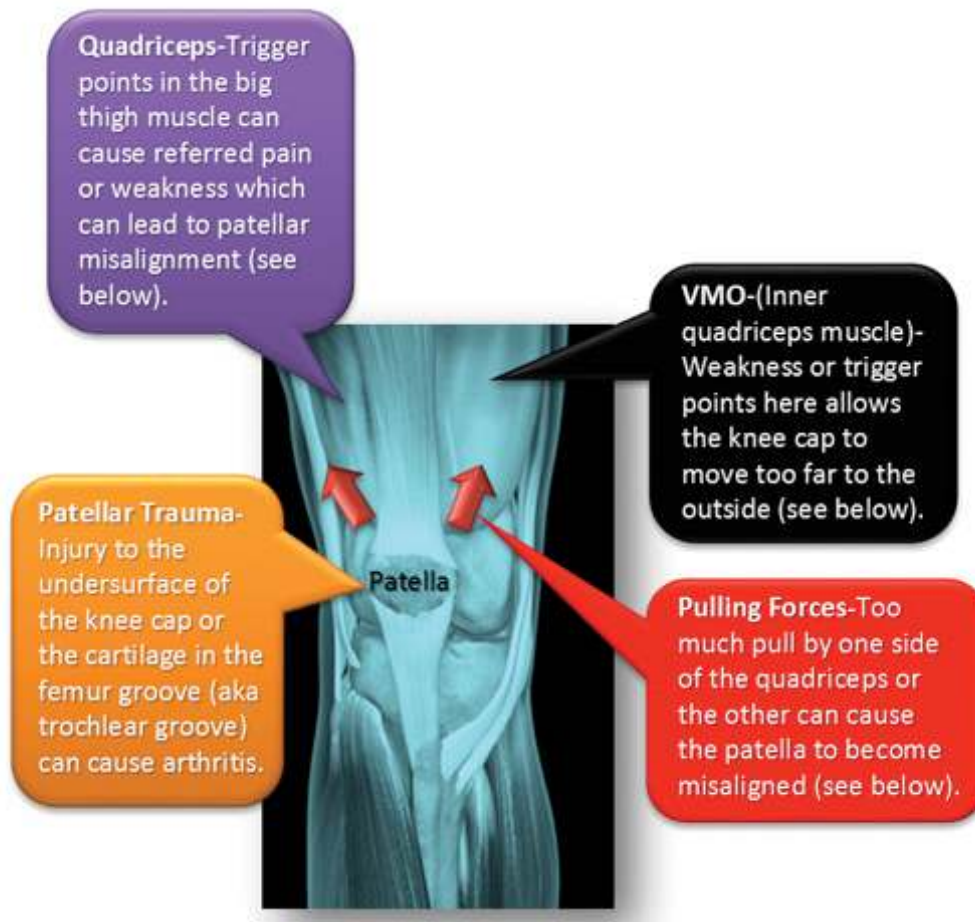 Quadriceps-Trigger
points in the big
thigh muscle can
cause referred pain
or weakness which
can lead to patellar
misalignment (see
below).
VMO-(Inner
quadriceps muscle)-
Weakness or trigger
points here allows
the knee cap to
move too far to the
outside (see below).
Patellar Trauma-
Injury to the
undersurface of
the knee cap or
the cartilage in the
femur groove (aka
trochlear groove)
can cause arthritis.
Patella
Pulling Forces-Too
much pull by one side
of the quadriceps or
the other can cause
the patella to become
misaligned (see below).